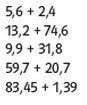 5,6 + 2,4
13,2 + 74,6
9,9 + 31,8
59,7 + 20,7
83,45 + 1,39